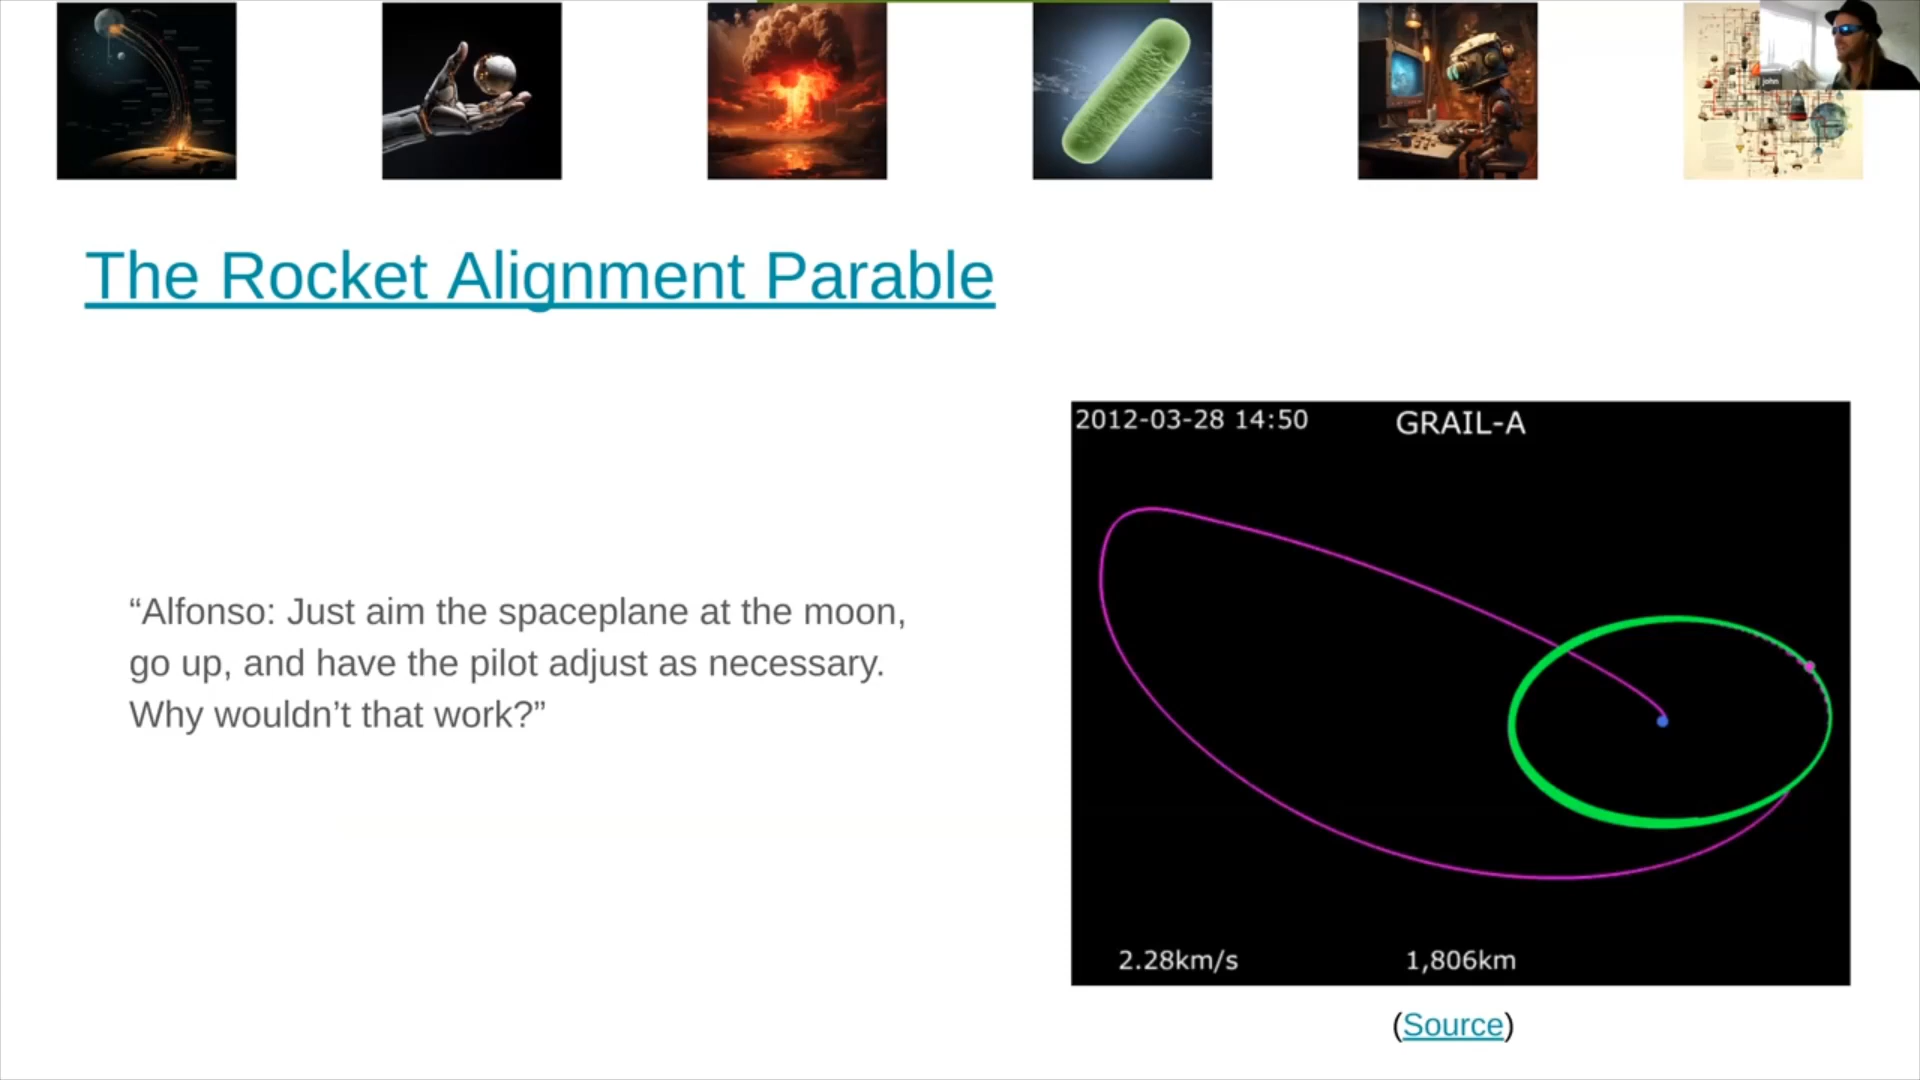 john
The Rocket Alignment Parable
“Alfonso: Just aim the spaceplane at the moon,
go up, and have the pilot adjust as necessary.
Why wouldn’t that work?”
2012-03-28 14:50
GRAIL-A
2.28km/s
1,806km
(Source)